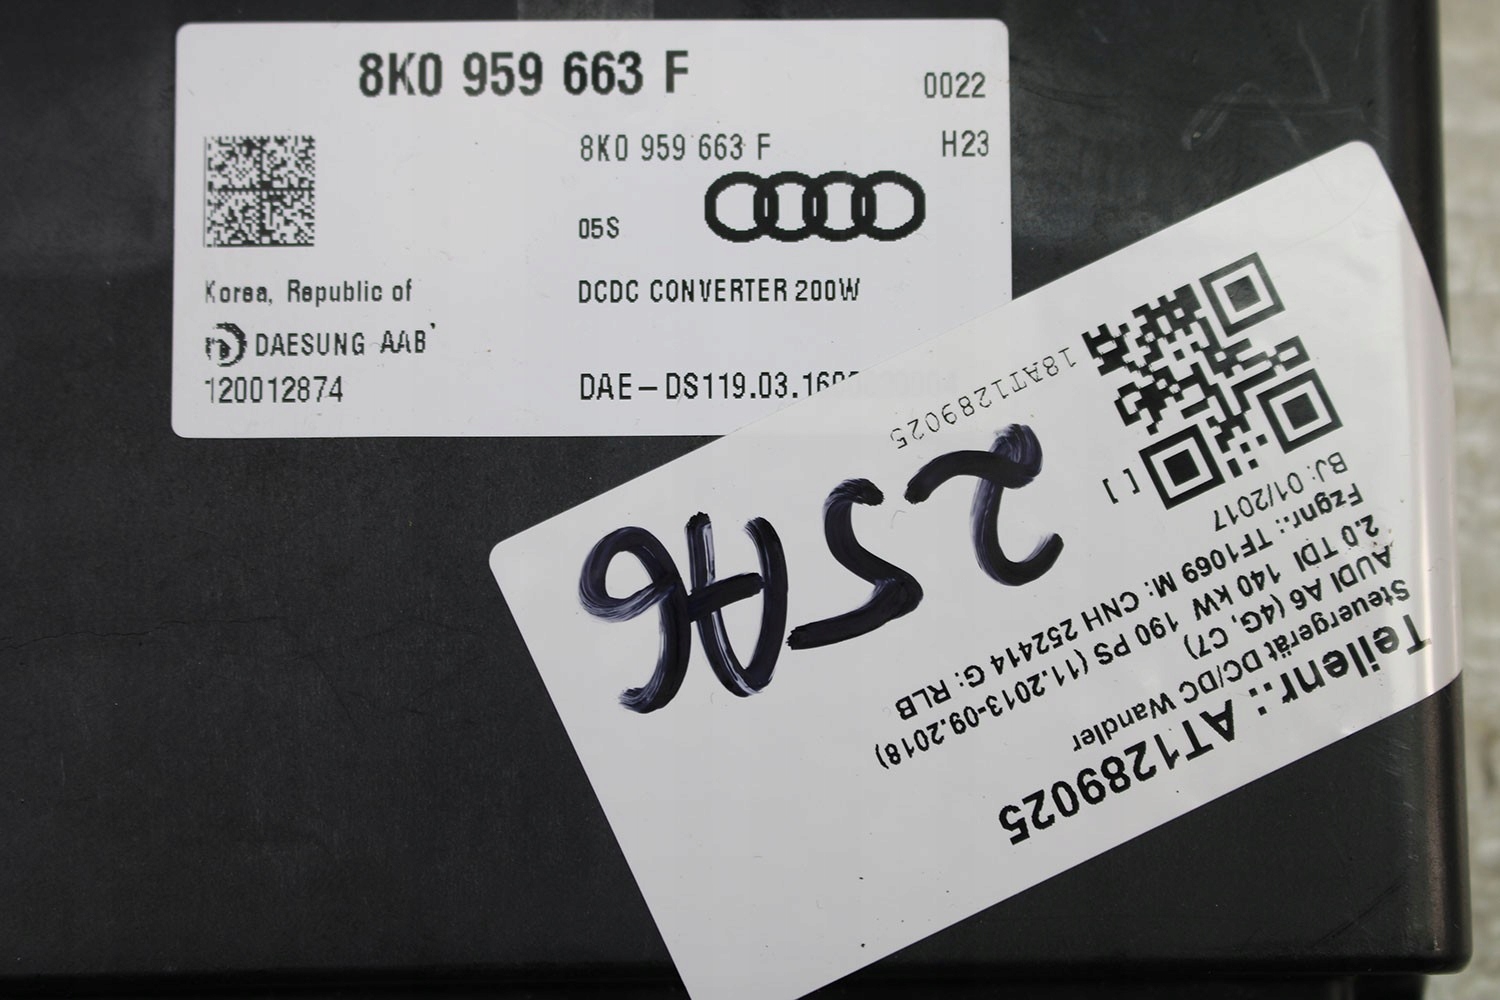 8K0 959 663 F
0022
8K0 959 663 F
H23
05S
Korea, Republic of
DCDC CONVERTER 200W
DAESUNG AAB
120012874
DAE-DS119.03.16
Teilenr.: AT1289025
Steuergerät DC/DC Wandler
AUDI A6 (4G, C7)
2.0 TDI 140 kW 190 PS (11.2013-09.2018)
Fzgnr.: TF1069 M: CNH 252414 G: RLB
BJ: 01/2017
[ ]
18AT1289025
25A6